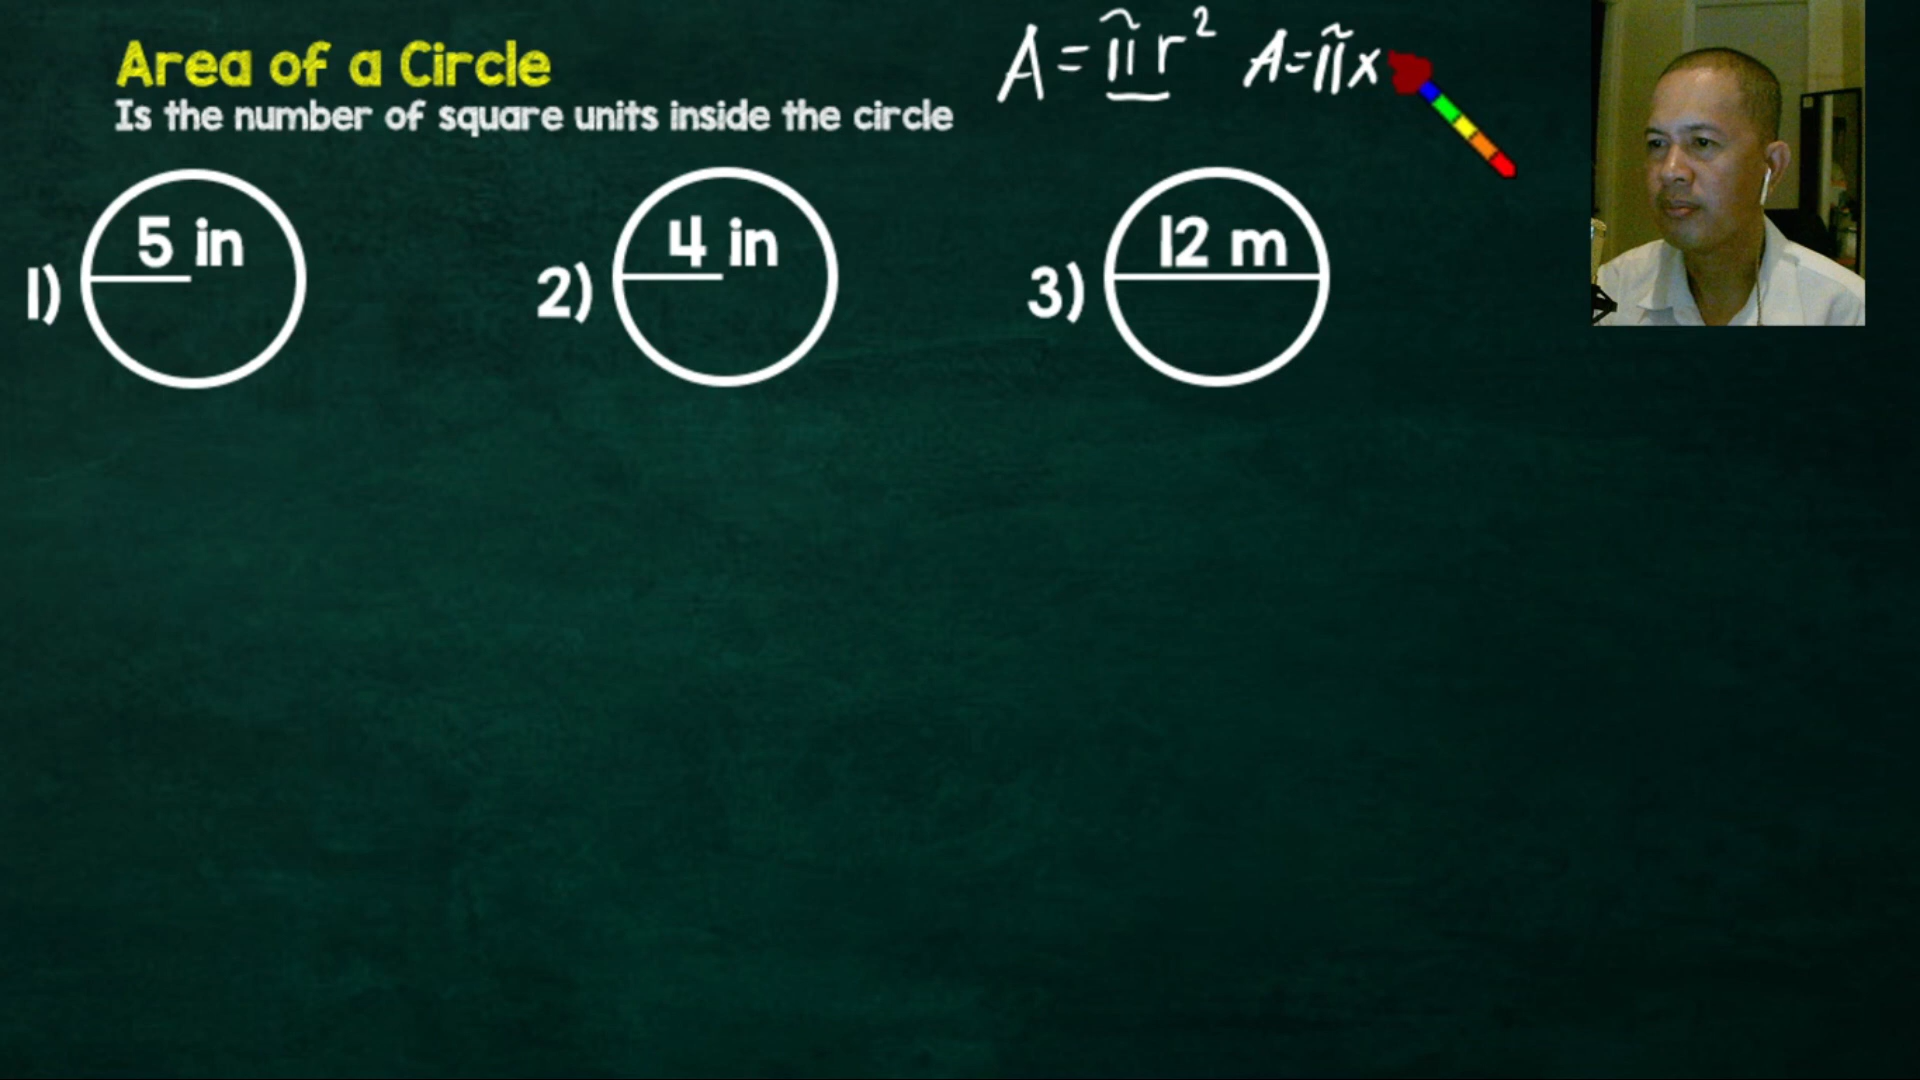 Area of a Circle
Is the number of square units inside the circle
A = π r² A = π x
1) 5 in
2) 4 in
3) 12 m